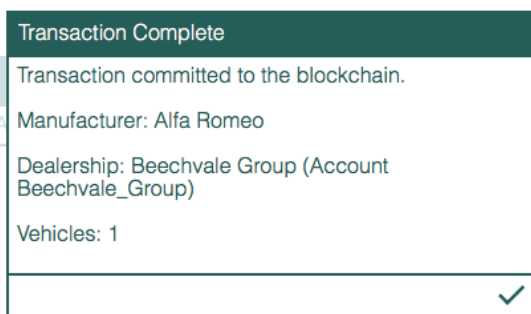 Transaction Complete
Transaction committed to the blockchain.
Manufacturer: Alfa Romeo
Dealership: Beechvale Group (Account
Beechvale_Group)
Vehicles: 1